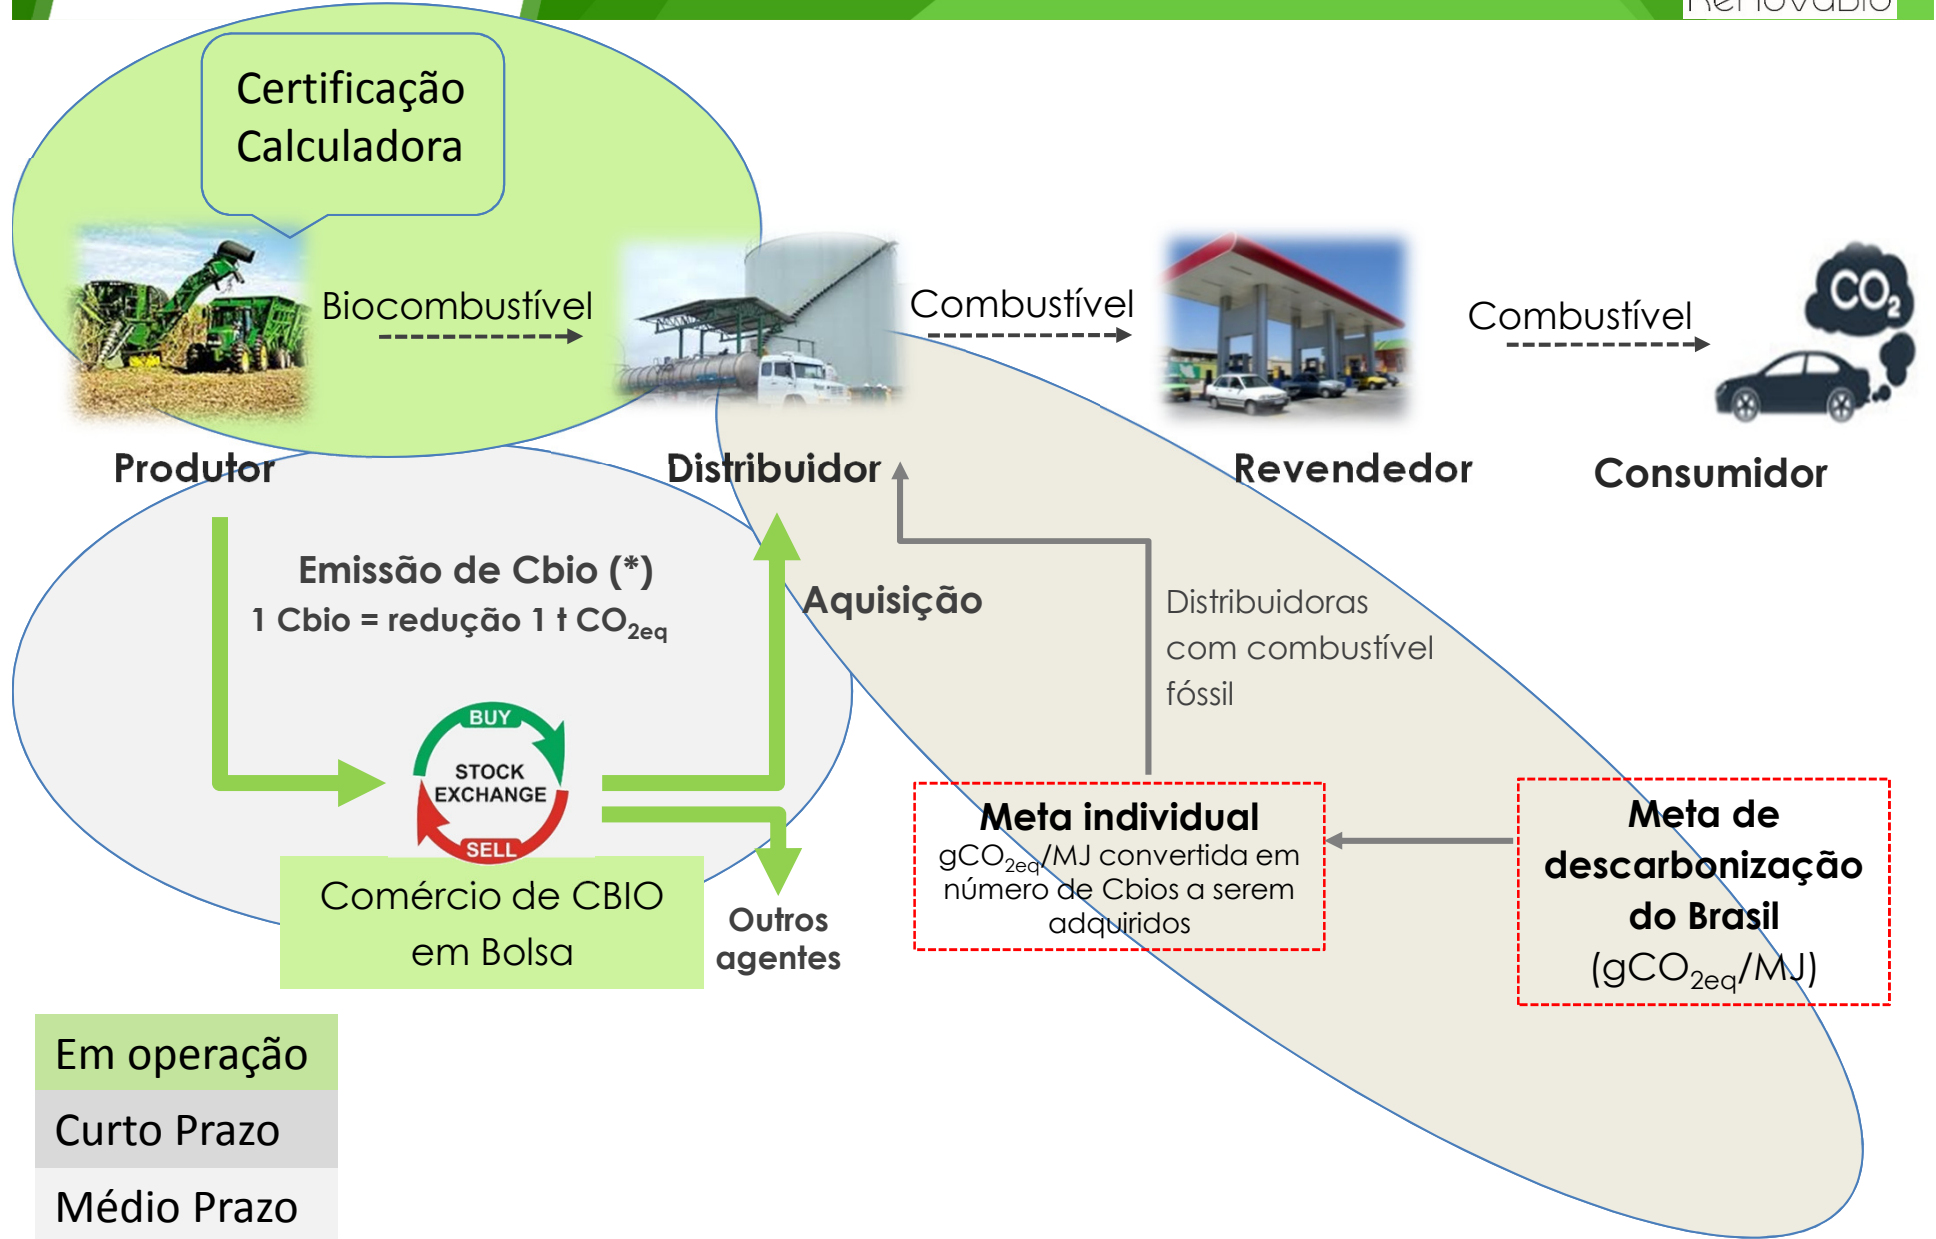 RenovaBio
Certificação
Calculadora
Biocombustível
Combustível
Combustível
CO2
Produtor
Distribuidor
Revendedor
Consumidor
Emissão de Cbio (*)
1 Cbio = redução 1 t CO2eq
Aquisição
Distribuidoras
com combustível
fóssil
BUY
STOCK
EXCHANGE
SELL
Comércio de CBIO
em Bolsa
Outros
agentes
Meta individual
gCO2eq/MJ convertida em
número de Cbios a serem
adquiridos
Meta de
descarbonização
do Brasil
(gCO2eq/MJ)
Em operação
Curto Prazo
Médio Prazo